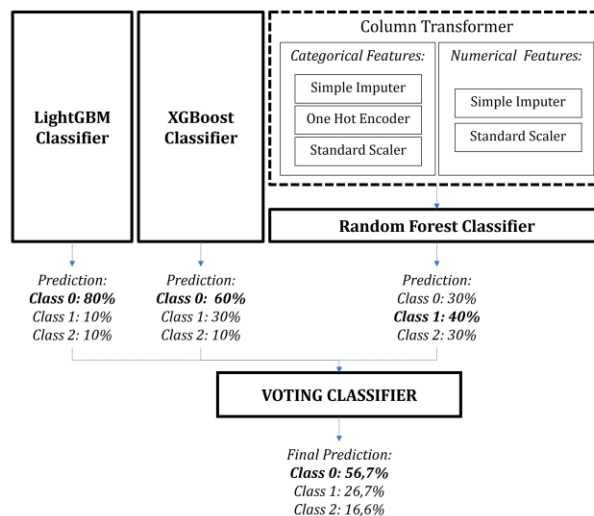 Column Transformer
Categorical Features:
Numerical Features:
LightGBM
Classifier
XGBoost
Classifier
Simple Imputer
One Hot Encoder
Standard Scaler
Simple Imputer
Standard Scaler
Random Forest Classifier
Prediction:
Class 0: 80%
Class 1: 10%
Class 2: 10%
Prediction:
Class 0: 60%
Class 1: 30%
Class 2: 10%
Prediction:
Class 0: 30%
Class 1: 40%
Class 2: 30%
VOTING CLASSIFIER
Final Prediction:
Class 0: 56,7%
Class 1: 26,7%
Class 2: 16,6%